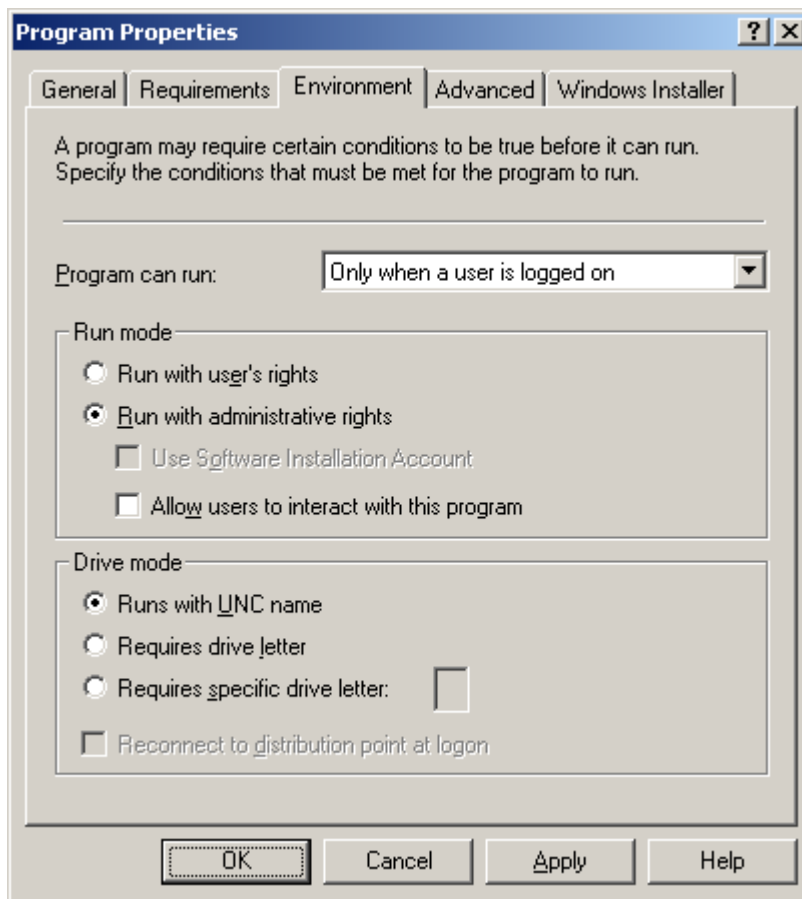 Program Properties
General Requirements Environment Advanced Windows Installer
A program may require certain conditions to be true before it can run.
Specify the conditions that must be met for the program to run.
Program can run: Only when a user is logged on
Run mode
Run with user's rights
Run with administrative rights
Use Software Installation Account
Allow users to interact with this program
Drive mode
Runs with UNC name
Requires drive letter
Requires specific drive letter:
Reconnect to distribution point at logon
OK Cancel Apply Help